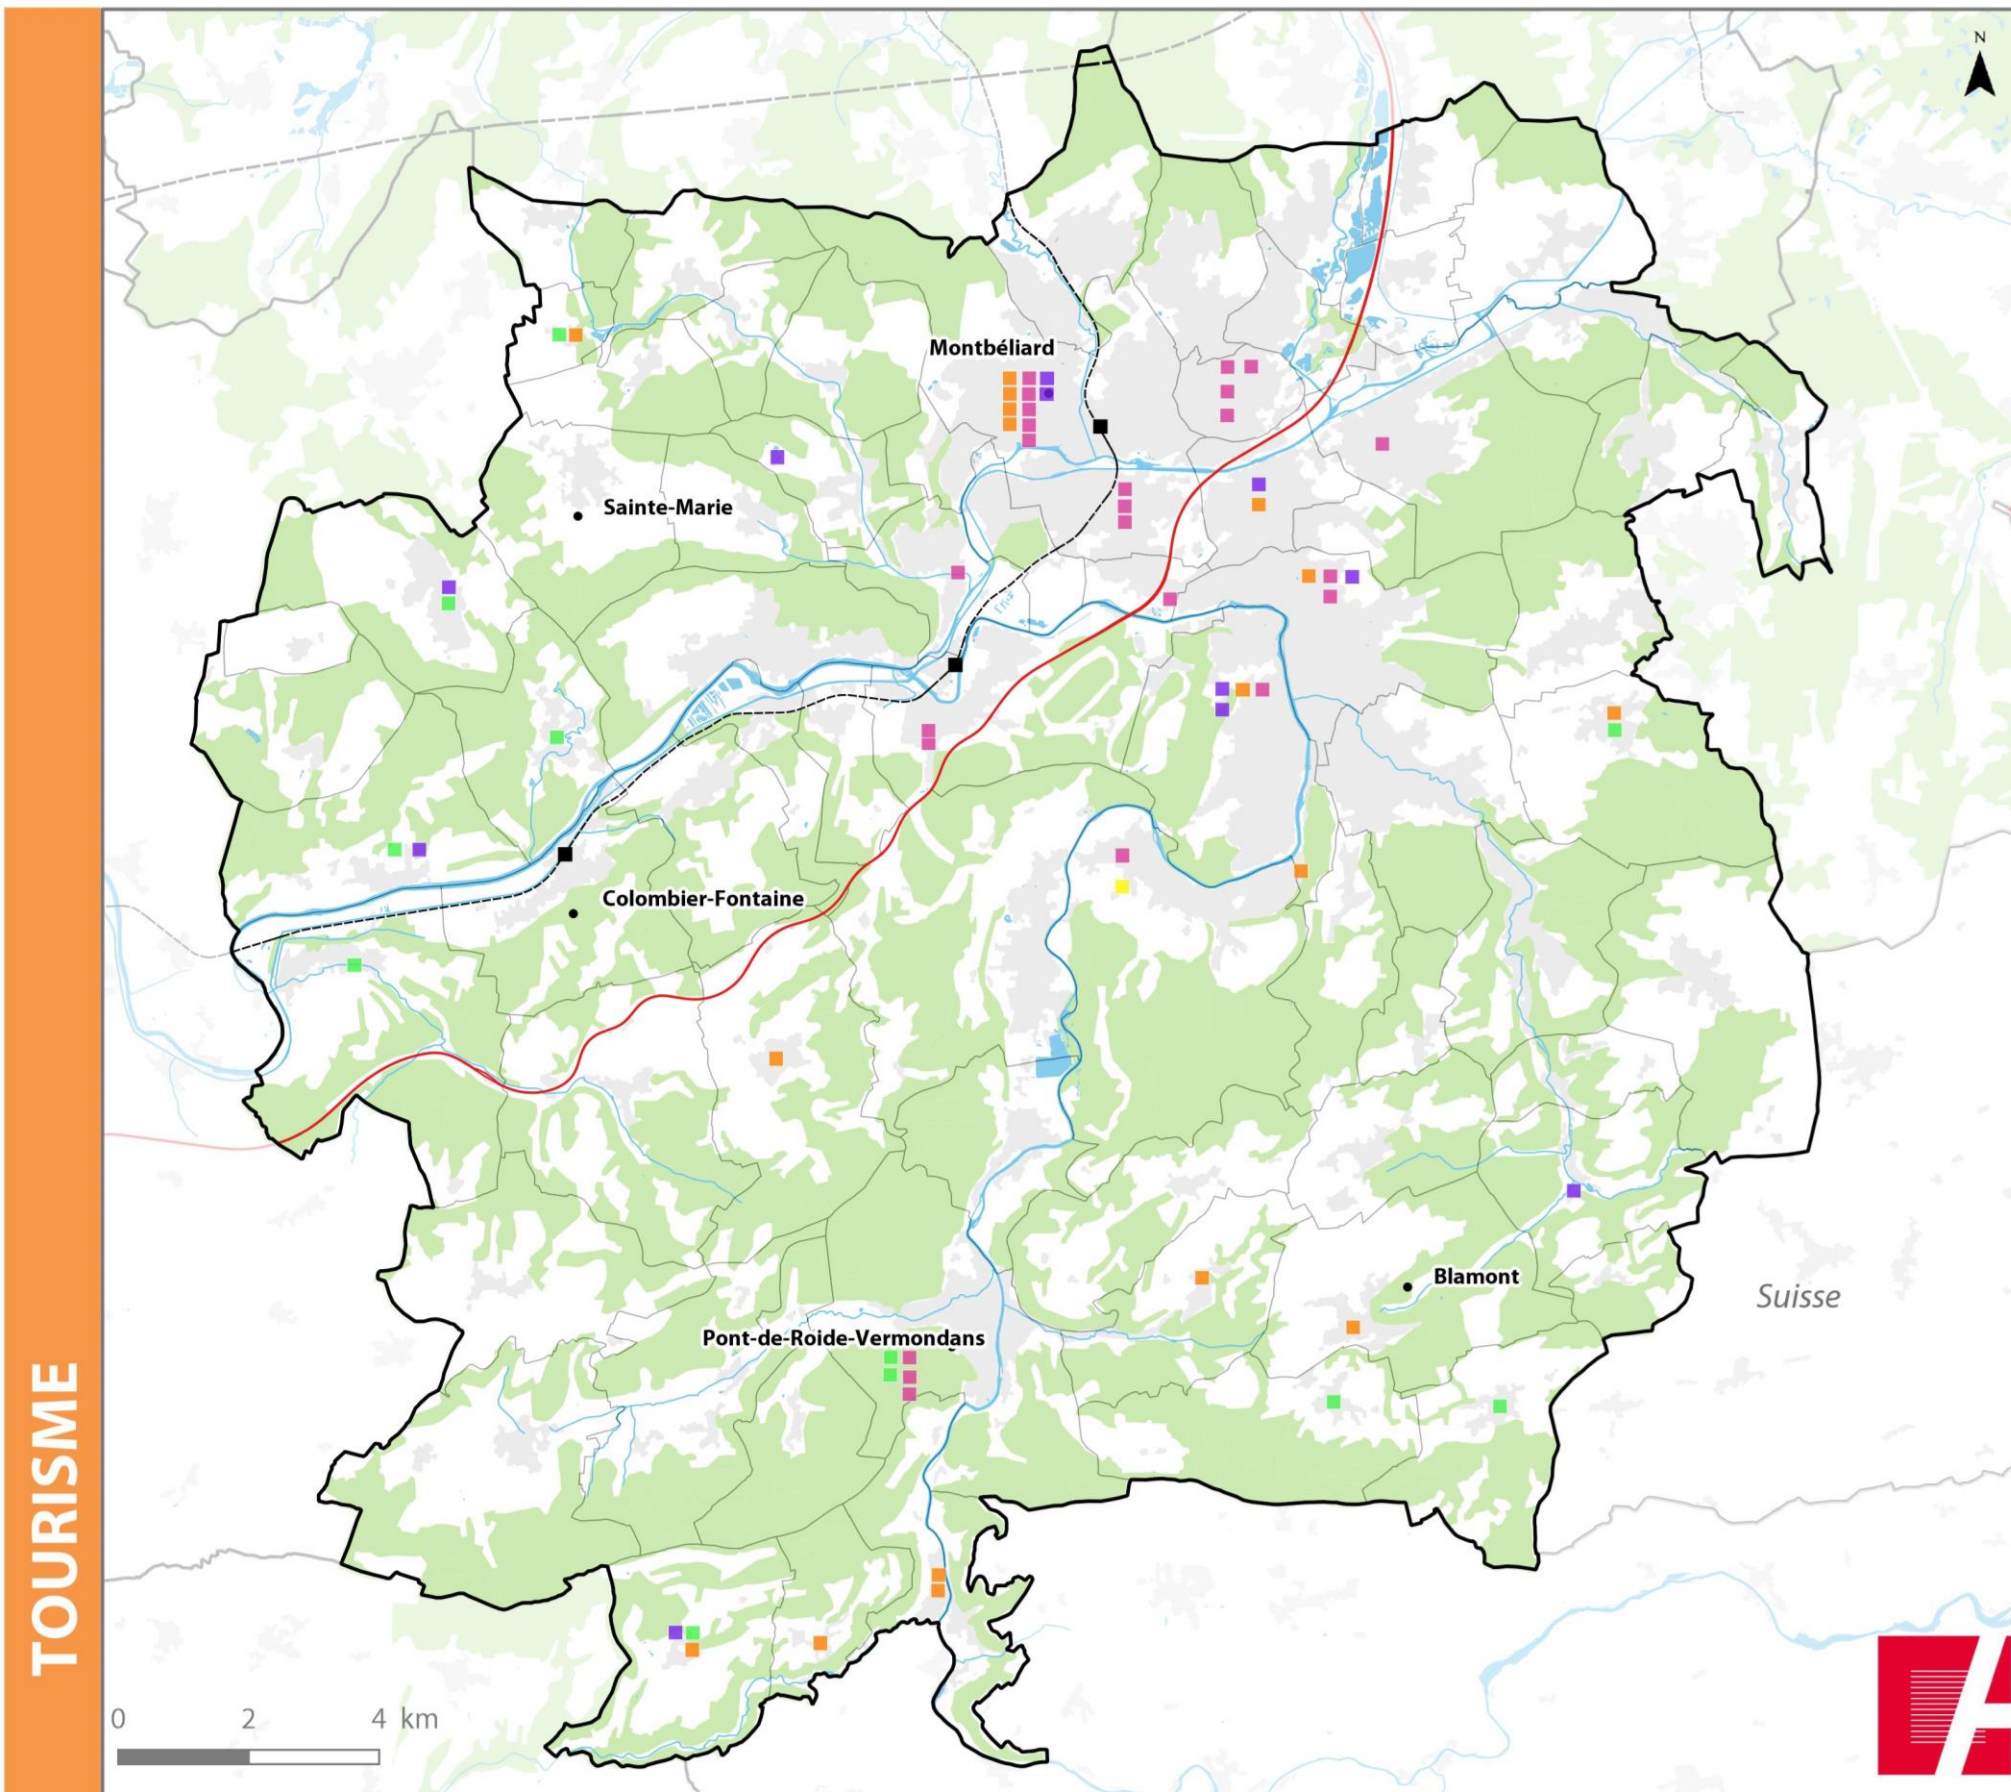 N
Montbéliard
Sainte-Marie
Colombier-Fontaine
Blamont
Suisse
Pont-de-Roide-Vermondans
TOURISME
0 2 4 km
A